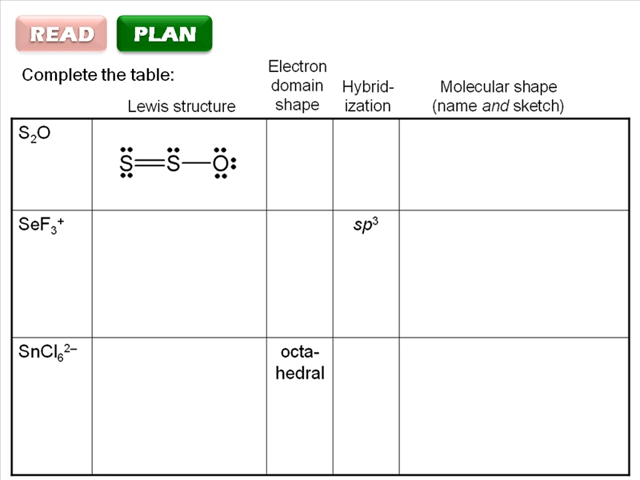 READ PLAN
Complete the table:
Lewis structure
Electron
domain
shape
Hybrid-
ization
Molecular shape
(name and sketch)
S₂O
S S O
SeF₃⁺
sp³
SnCl₆²⁻
octa-
hedral